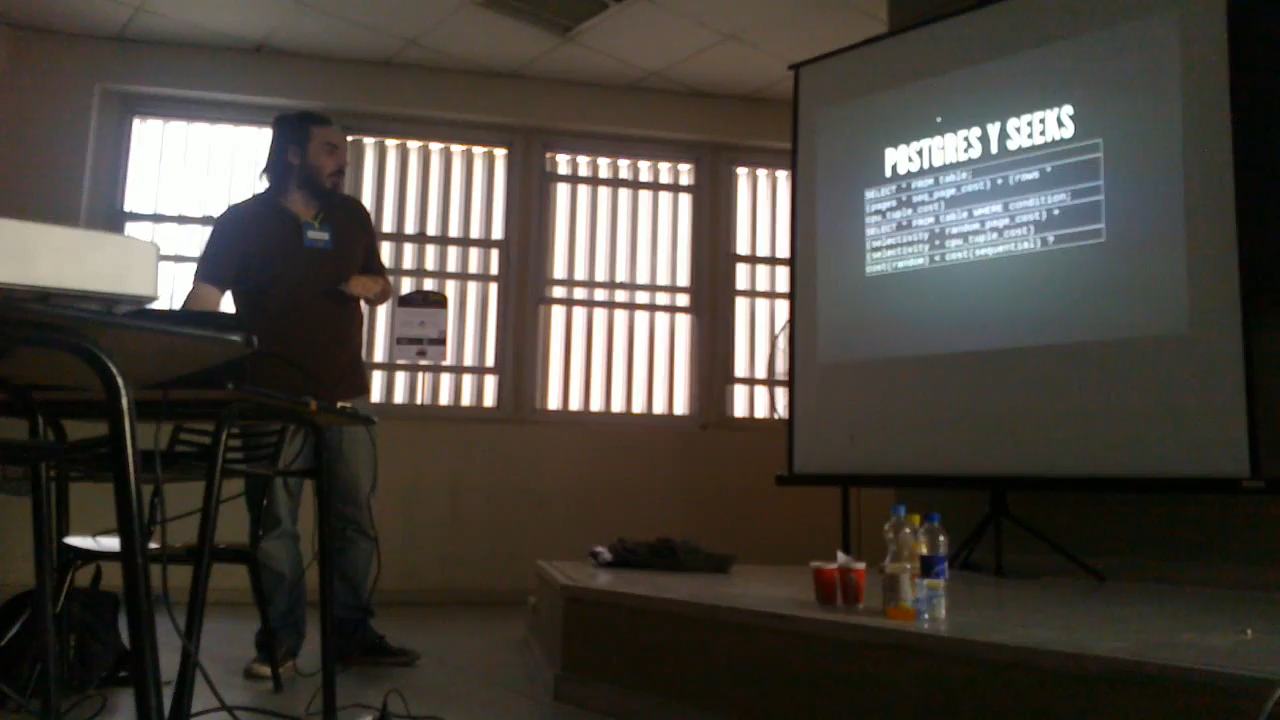 POSTGRES Y SEEKS
SELECT * FROM table;
(pages * seq_page_cost) + (rows *
cpu_tuple_cost)
SELECT * FROM table WHERE condition;
(selectivity * random_page_cost) +
(selectivity * cpu_tuple_cost)
cost(random) < cost(sequential) ?